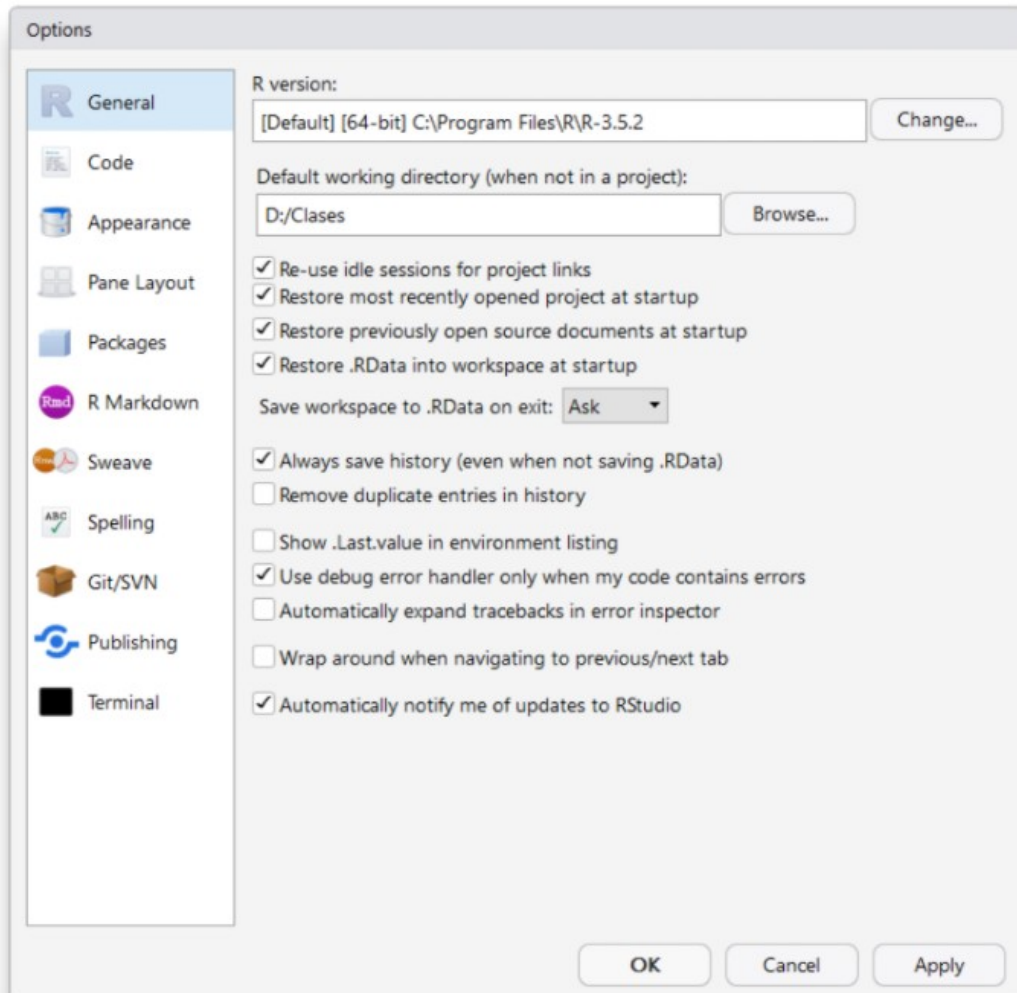 Options
General
Code
Appearance
Pane Layout
Packages
Rmd R Markdown
Sweave
ABC Spelling
Git/SVN
Publishing
Terminal
R version:
[Default] [64-bit] C:\Program Files\R\R-3.5.2
Change...
Default working directory (when not in a project):
D:/Clases
Browse...
Re-use idle sessions for project links
Restore most recently opened project at startup
Restore previously open source documents at startup
Restore .RData into workspace at startup
Save workspace to .RData on exit: Ask
Always save history (even when not saving .RData)
Remove duplicate entries in history
Show .Last.value in environment listing
Use debug error handler only when my code contains errors
Automatically expand tracebacks in error inspector
Wrap around when navigating to previous/next tab
Automatically notify me of updates to RStudio
OK
Cancel
Apply